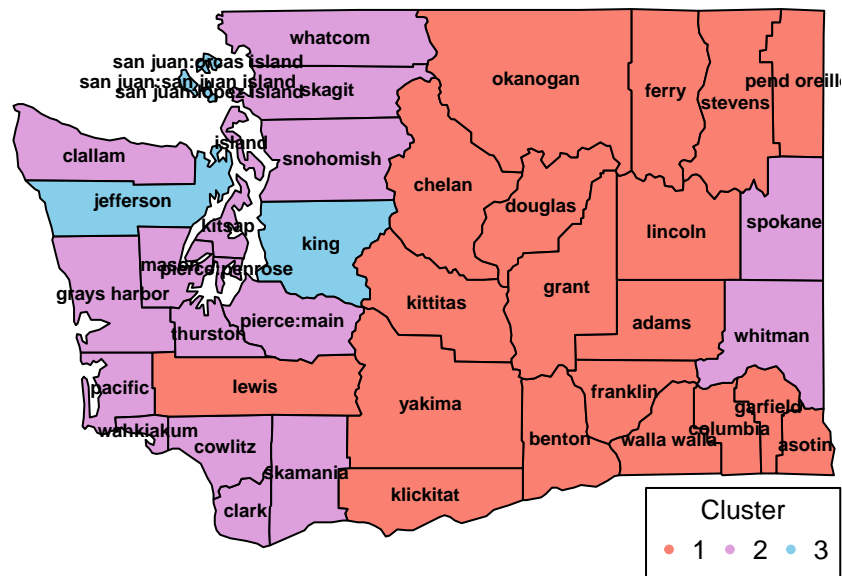 whatcom
san juan:orcas island
san juan:san juan island
san juan:lopez island
skagit
okanogan
ferry
stevens
pend oreille
island
clallam
snohomish
chelan
jefferson
douglas
kitsap
king
lincoln
spokane
mason
pierce:penrose
grays harbor
kittitas
grant
thurston
pierce:main
adams
whitman
pacific
lewis
yakima
franklin
garfield
columbia
wahkiakum
cowlitz
benton
walla walla
asotin
skamania
klickitat
clark
Cluster
1 2 3